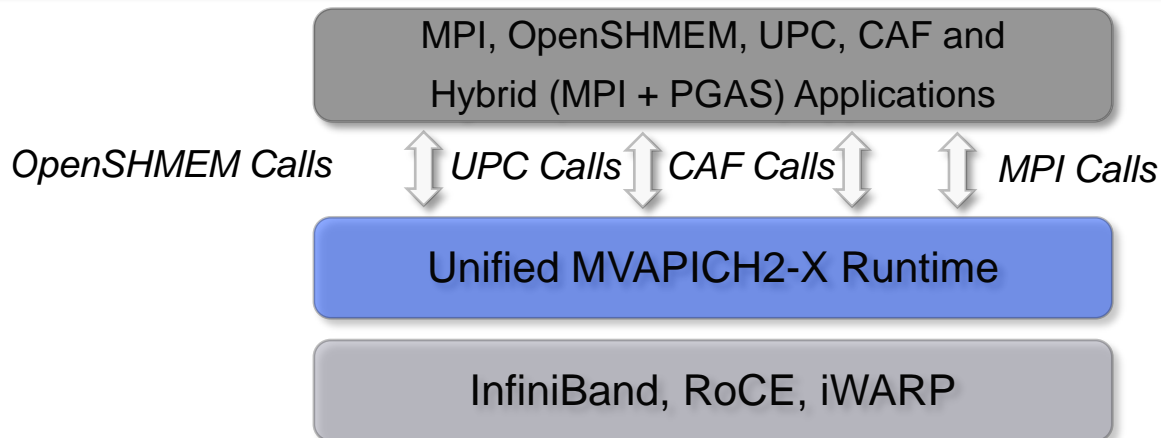 MPI, OpenSHMEM, UPC, CAF and
Hybrid (MPI + PGAS) Applications
OpenSHMEM Calls
UPC Calls
CAF Calls
MPI Calls
Unified MVAPICH2-X Runtime
InfiniBand, RoCE, iWARP